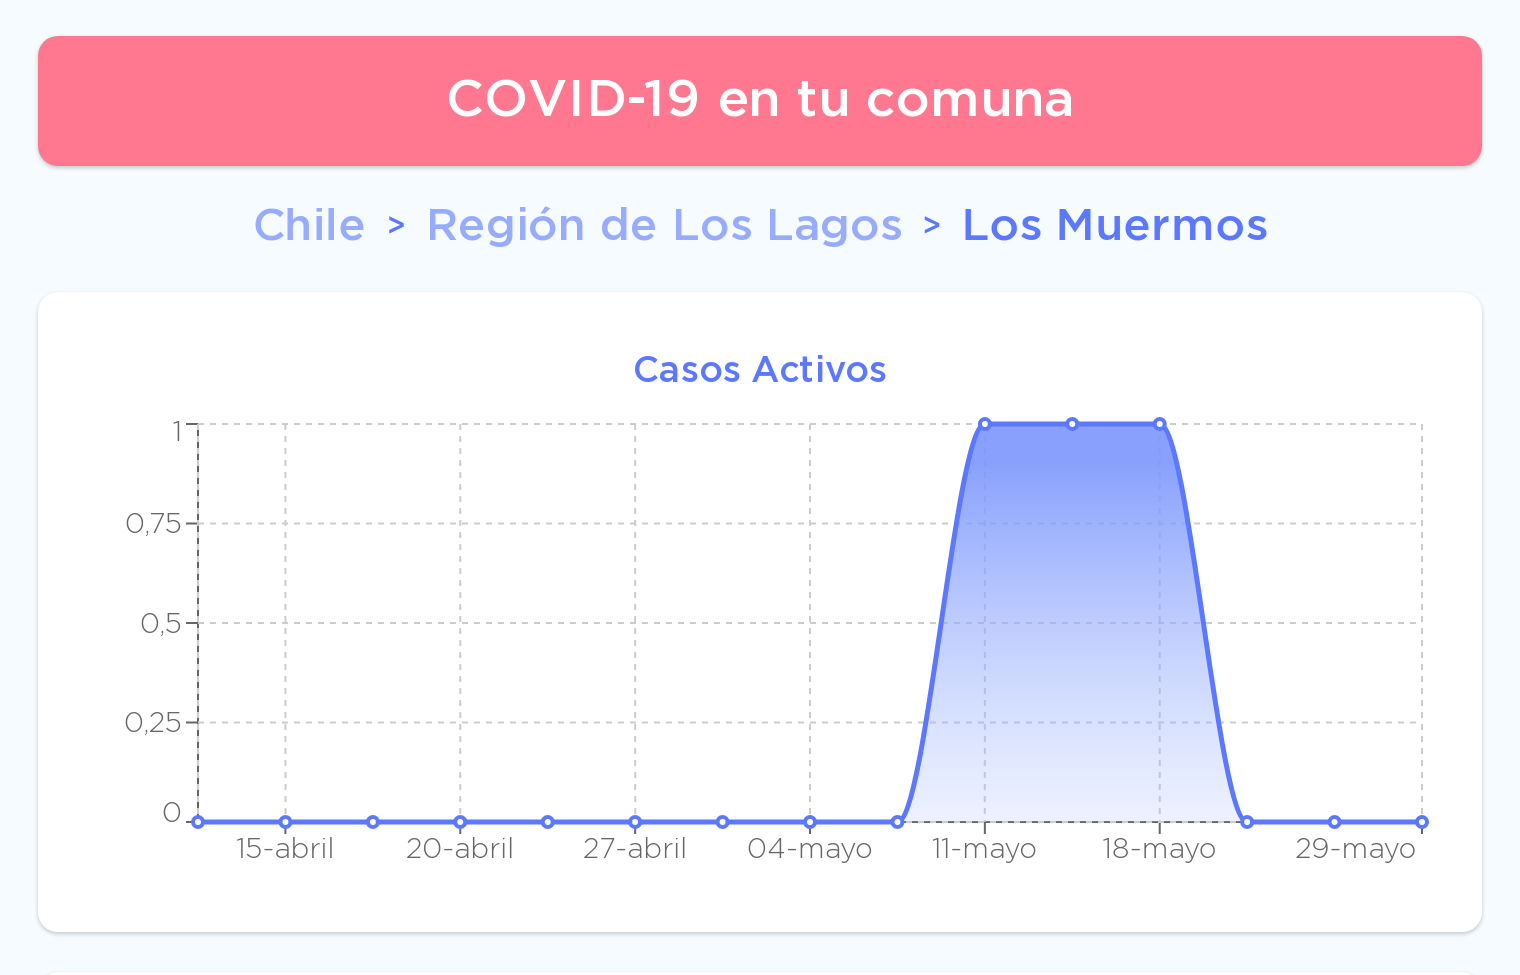 COVID-19 en tu comuna
Chile > Región de Los Lagos > Los Muermos
Casos Activos
1
0,75
0,5
0,25
0
15-abril 20-abril 27-abril 04-mayo 11-mayo 18-mayo 29-mayo